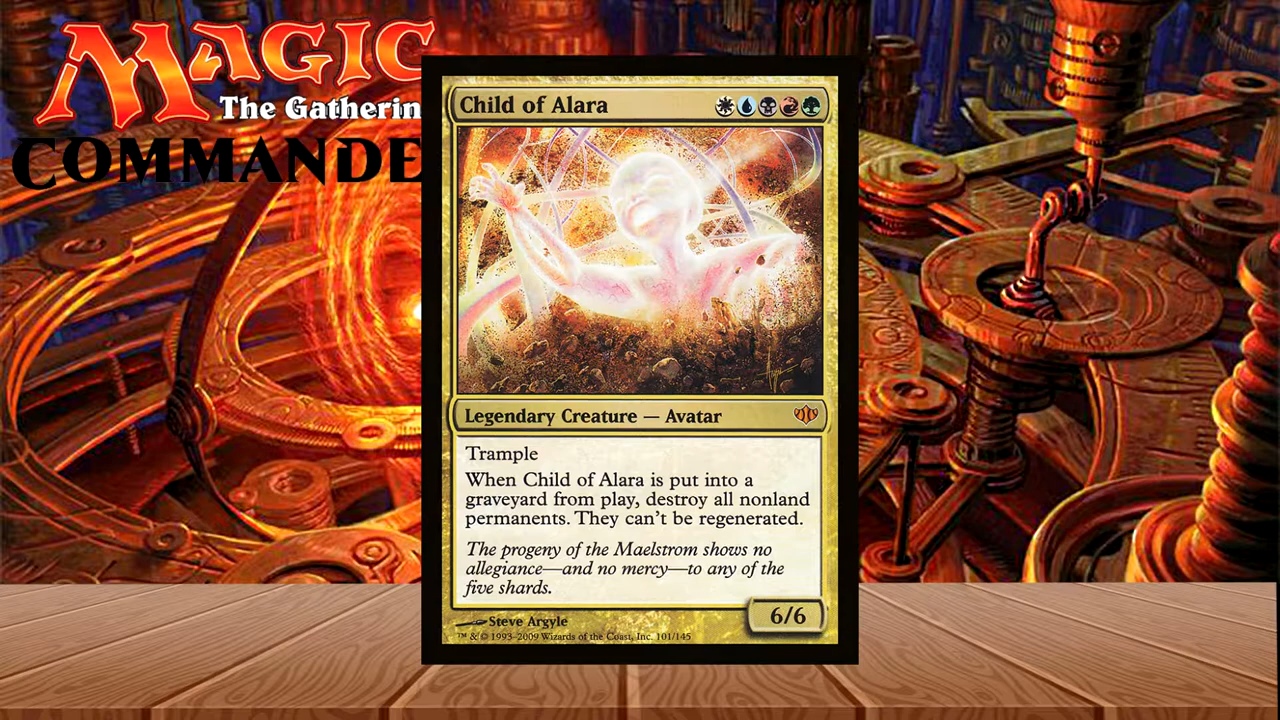 MAGIC
The Gatherin
COMMANDE
Child of Alara
Legendary Creature — Avatar
Trample
When Child of Alara is put into a
graveyard from play, destroy all nonland
permanents. They can't be regenerated.
The progeny of the Maelstrom shows no
allegiance—and no mercy—to any of the
five shards.
6/6
Steve Argyle
™ & © 1993–2009 Wizards of the Coast, Inc. 101/145